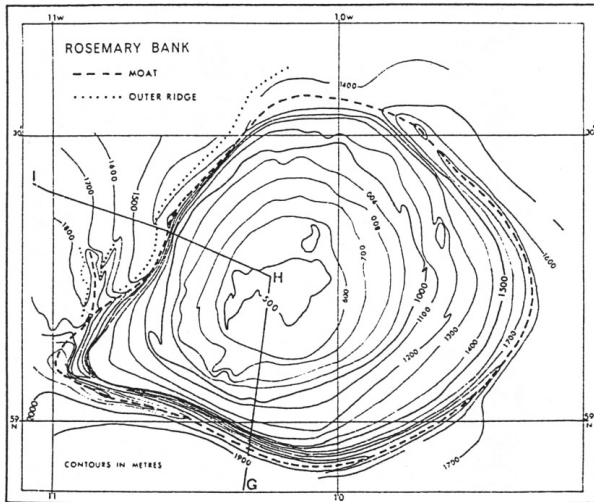 11W
10W
ROSEMARY BANK
MOAT
OUTER RIDGE
1400
30'
30'
I
1700
1600
1500
1800
900
800
700
600
H
500
1000
1100
1200
1300
1400
1500
1700
1600
2000
1900
1700
59
N
59
N
CONTOURS IN METRES
G
11
10